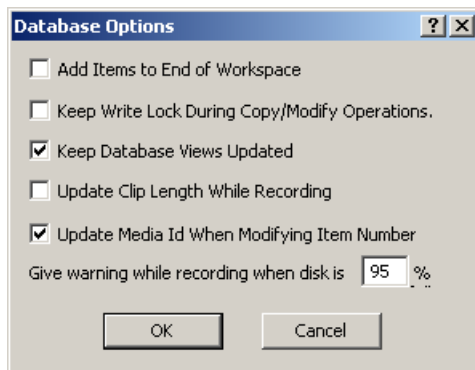 Database Options
Add Items to End of Workspace
Keep Write Lock During Copy/Modify Operations.
Keep Database Views Updated
Update Clip Length While Recording
Update Media Id When Modifying Item Number
Give warning while recording when disk is 95 %
OK Cancel